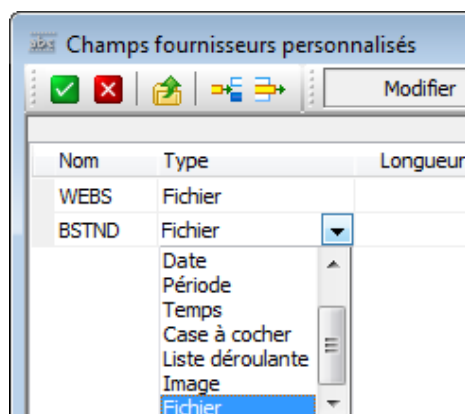 Champs fournisseurs personnalisés
Modifier
Nom Type Longueur
WEBS Fichier
BSTND Fichier
Date
Période
Temps
Case à cocher
Liste déroulante
Image
Fichier